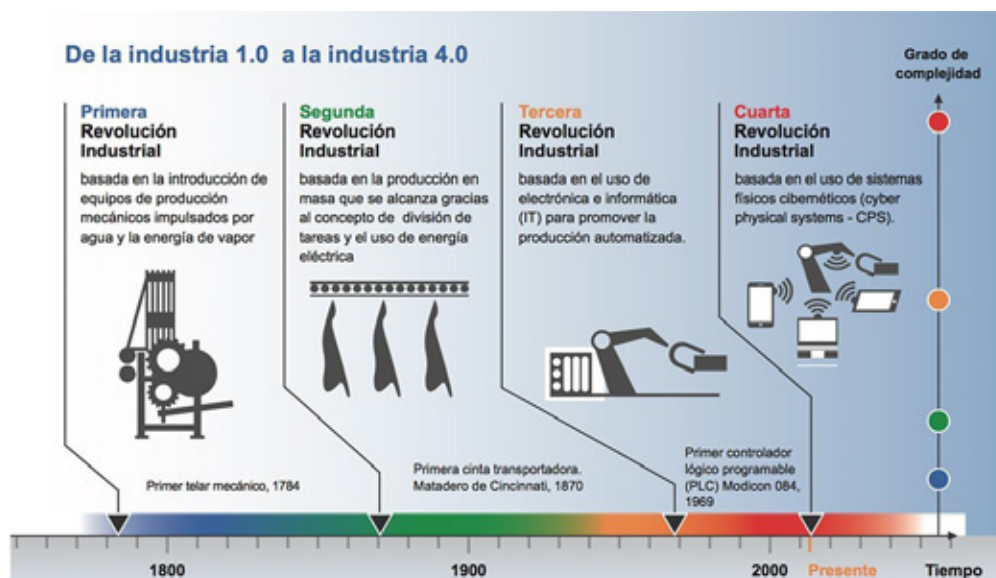 De la industria 1.0 a la industria 4.0
Grado de
complejidad
Primera
Revolución
Industrial
basada en la introducción de
equipos de producción
mecánicos impulsados por
agua y la energía de vapor
Segunda
Revolución
Industrial
basada en la producción en
masa que se alcanza gracias
al concepto de división de
tareas y el uso de energía
eléctrica
Tercera
Revolución
Industrial
basada en el uso de
electrónica e informática
(IT) para promover la
producción automatizada.
Cuarta
Revolución
Industrial
basada en el uso de sistemas
físicos cibernéticos (cyber
physical systems - CPS).
Primer telar mecánico, 1784
Primera cinta transportadora.
Matadero de Cincinnati, 1870
Primer controlador
lógico programable
(PLC) Modicon 084,
1969
1800
1900
2000
Presente
Tiempo